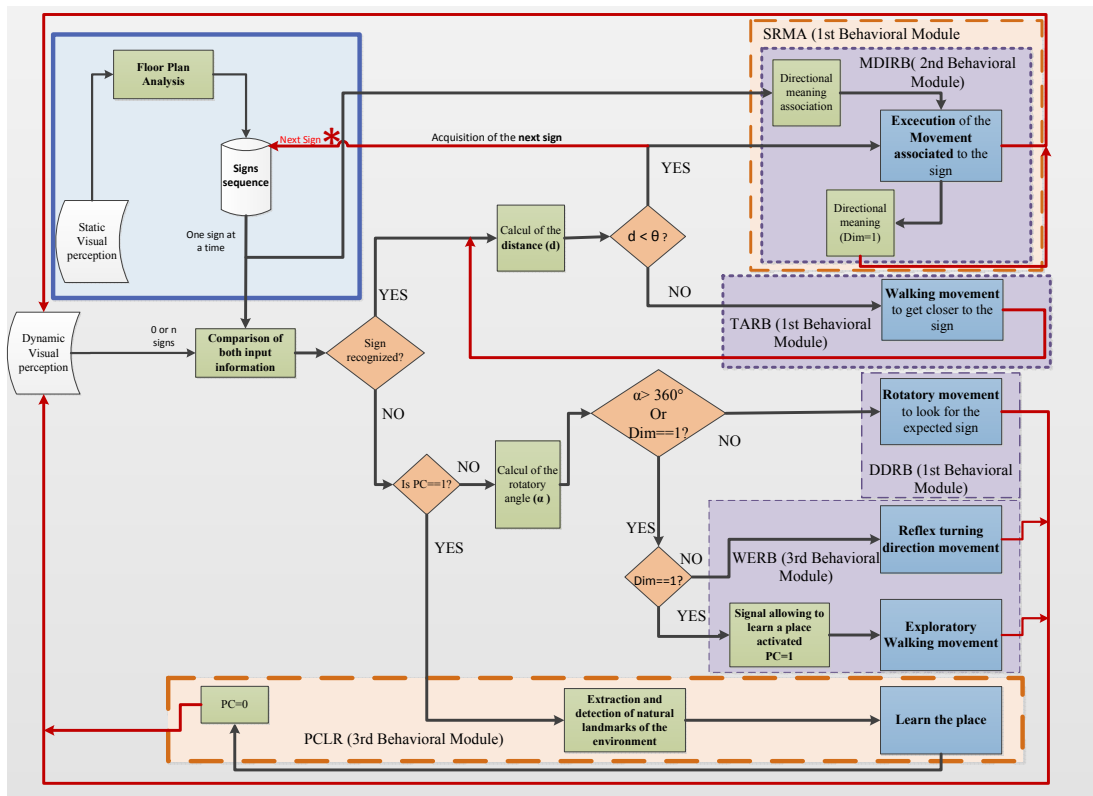 SRMA (1st Behavioral Module
MDIRB( 2nd Behavioral
Module)
Floor Plan
Analysis
Directional
meaning
association
Next Sign *
Acquisition of the next sign
Excecution of the
Movement
associated to the
sign
Signs
sequence
YES
Static
Visual
perception
One sign at
a time
Calcul of the
distance (d)
d < θ ?
Directional
meaning
(Dim=1)
YES
NO
Walking movement
to get closer to the
sign
TARB (1st Behavioral
Module)
Dynamic
Visual
perception
0 or n
signs
Comparison of
both input
information
Sign
recognized?
NO
α> 360°
Or
Dim==1?
NO
Rotatory movement
to look for the
expected sign
DDRB (1st Behavioral
Module)
Is PC==1?
NO
Calcul of the
rotatory
angle (α )
YES
YES
Reflex turning
direction movement
WERB (3rd Behavioral
Module)
NO
Dim==1?
YES
Signal allowing to
learn a place
activated
PC=1
Exploratory
Walking movement
PC=0
PCLR (3rd Behavioral Module)
Extraction and
detection of natural
landmarks of the
environment
Learn the place